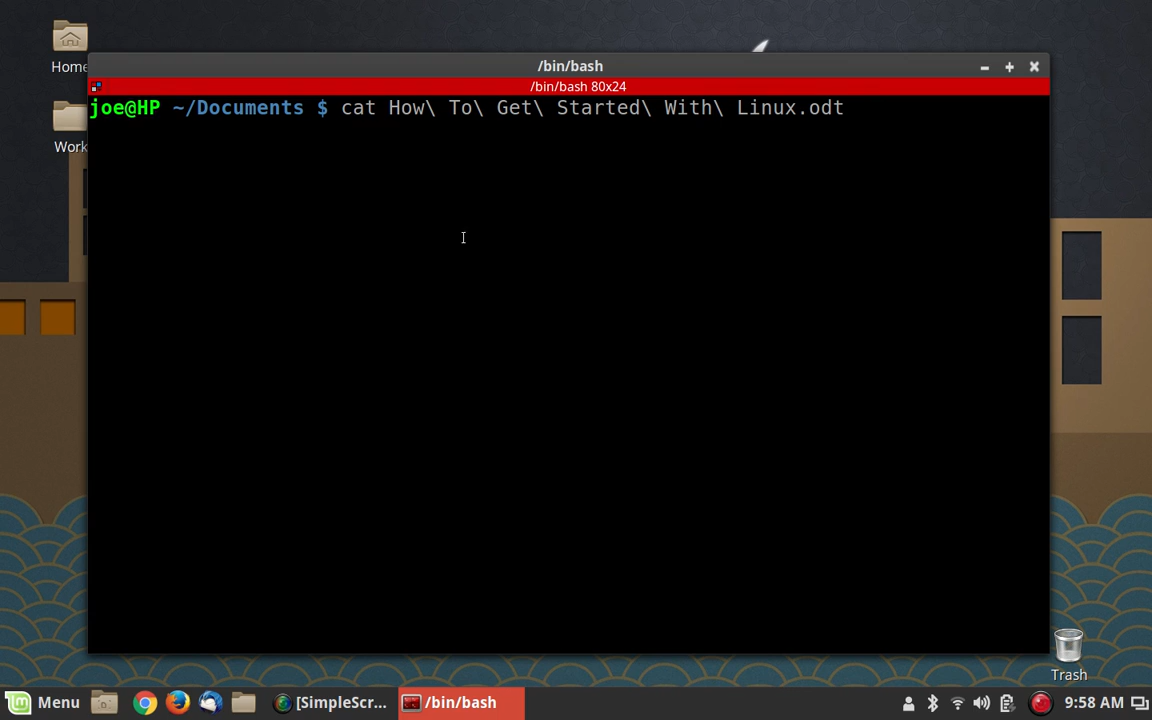 Home
Work
/bin/bash
/bin/bash 80x24
joe@HP ~/Documents $ cat How\ To\ Get\ Started\ With\ Linux.odt
Trash
Menu
[SimpleScr...
/bin/bash
9:58 AM